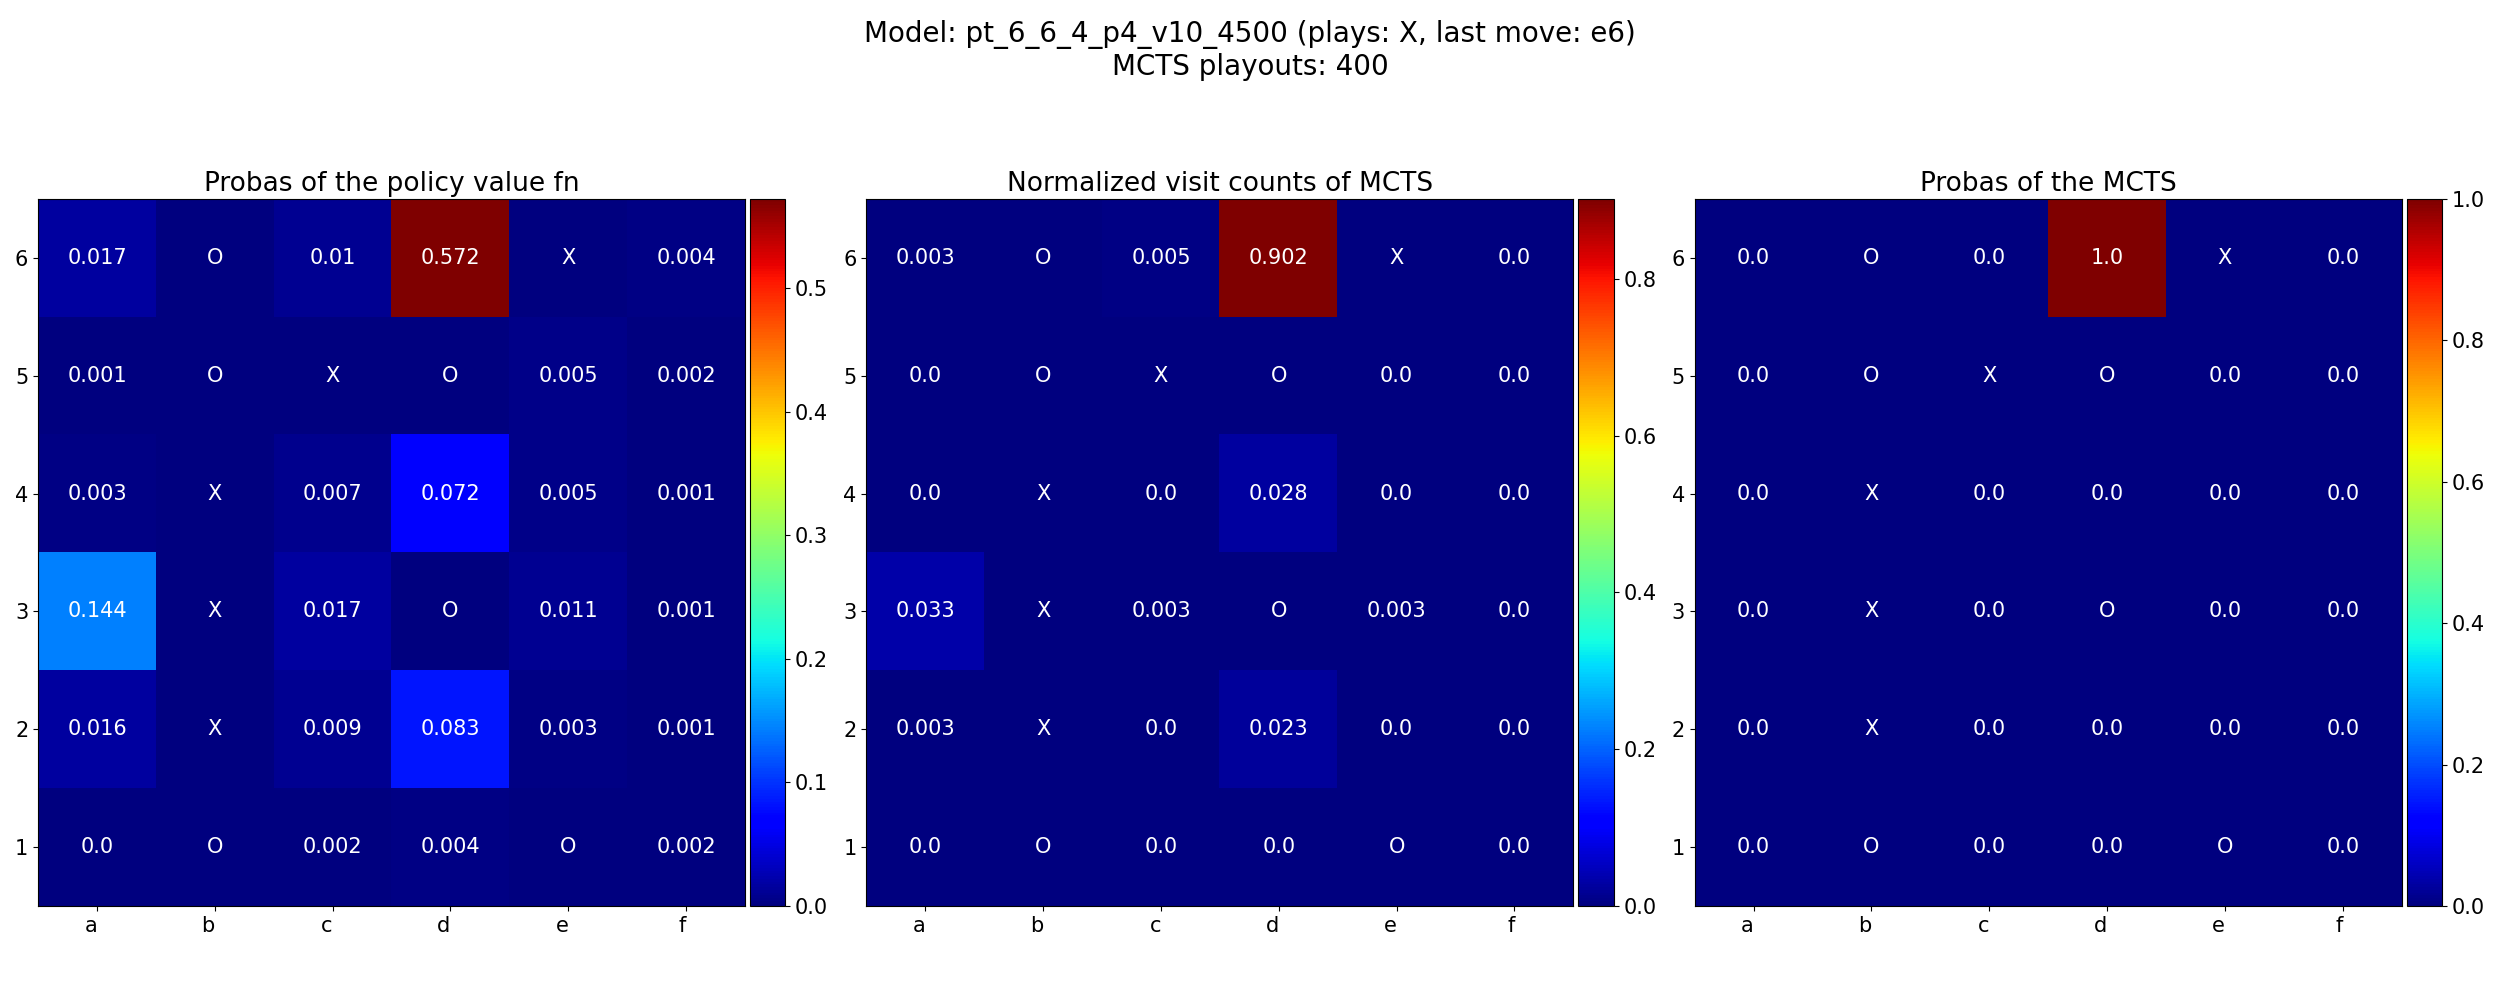 Model: pt_6_6_4_p4_v10_4500 (plays: X, last move: e6)
MCTS playouts: 400
Probas of the policy value fn
6 0.017 O 0.01 0.572 X 0.004
5 0.001 O X O 0.005 0.002
4 0.003 X 0.007 0.072 0.005 0.001
3 0.144 X 0.017 O 0.011 0.001
2 0.016 X 0.009 0.083 0.003 0.001
1 0.0 O 0.002 0.004 O 0.002
a b c d e f
0.5
0.4
0.3
0.2
0.1
0.0
Normalized visit counts of MCTS
6 0.003 O 0.005 0.902 X 0.0
5 0.0 O X O 0.0 0.0
4 0.0 X 0.0 0.028 0.0 0.0
3 0.033 X 0.003 O 0.003 0.0
2 0.003 X 0.0 0.023 0.0 0.0
1 0.0 O 0.0 0.0 O 0.0
a b c d e f
0.8
0.6
0.4
0.2
0.0
Probas of the MCTS
6 0.0 O 0.0 1.0 X 0.0
5 0.0 O X O 0.0 0.0
4 0.0 X 0.0 0.0 0.0 0.0
3 0.0 X 0.0 O 0.0 0.0
2 0.0 X 0.0 0.0 0.0 0.0
1 0.0 O 0.0 0.0 O 0.0
a b c d e f
1.0
0.8
0.6
0.4
0.2
0.0